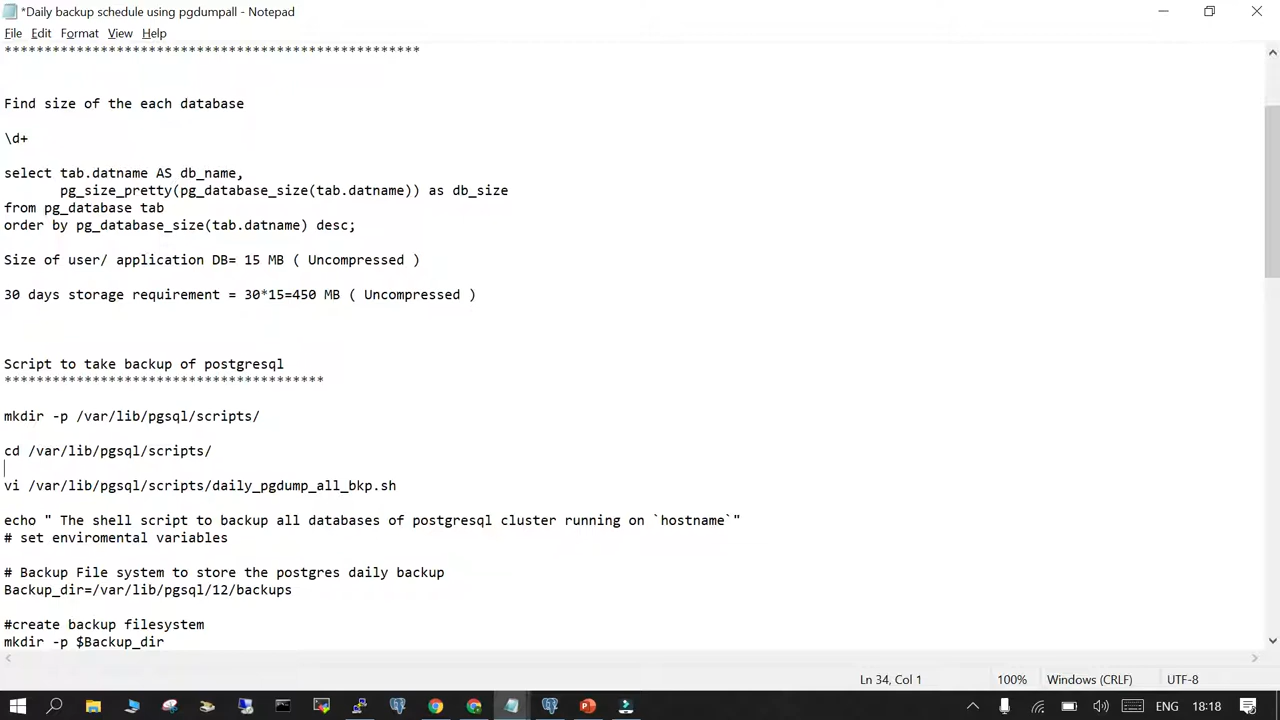 *Daily backup schedule using pgdumpall - Notepad
File Edit Format View Help
****************************************************
Find size of the each database
\d+
select tab.datname AS db_name,
pg_size_pretty(pg_database_size(tab.datname)) as db_size
from pg_database tab
order by pg_database_size(tab.datname) desc;
Size of user/ application DB= 15 MB ( Uncompressed )
30 days storage requirement = 30*15=450 MB ( Uncompressed )
Script to take backup of postgresql
****************************************
mkdir -p /var/lib/pgsql/scripts/
cd /var/lib/pgsql/scripts/
vi /var/lib/pgsql/scripts/daily_pgdump_all_bkp.sh
echo " The shell script to backup all databases of postgresql cluster running on `hostname`"
# set enviromental variables
# Backup File system to store the postgres daily backup
Backup_dir=/var/lib/pgsql/12/backups
#create backup filesystem
mkdir -p $Backup_dir
Ln 34, Col 1 100% Windows (CRLF) UTF-8
ENG 18:18